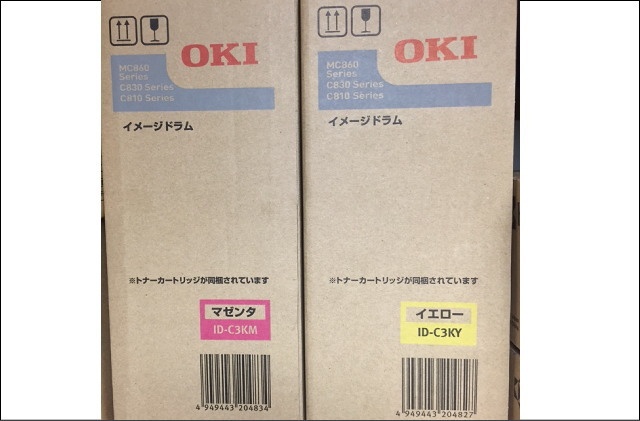 OKI
MC860
Series
C830 Series
C810 Series
イメージドラム
※トナーカートリッジが同梱されています
マゼンタ
ID-C3KM
4 949443 204834
OKI
MC860
Series
C830 Series
C810 Series
イメージドラム
※トナーカートリッジが同梱されています
イエロー
ID-C3KY
4 949443 204827